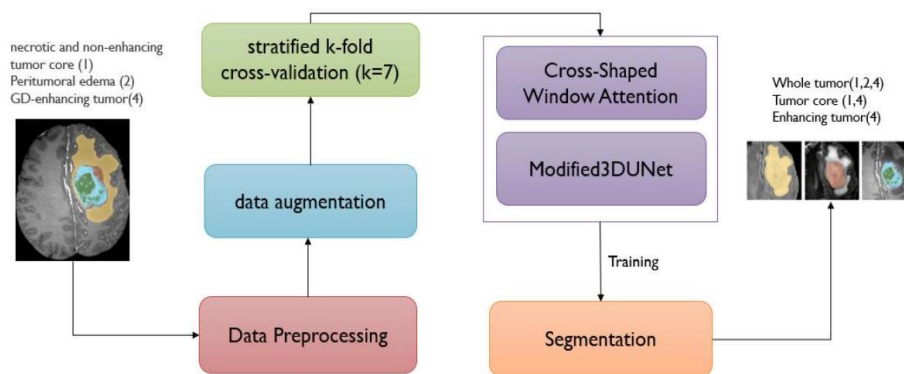 necrotic and non-enhancing
tumor core (1)
Peritumoral edema (2)
GD-enhancing tumor(4)
stratified k-fold
cross-validation (k=7)
data augmentation
Data Preprocessing
Cross-Shaped
Window Attention
Modified3DUNet
Training
Segmentation
Whole tumor(1,2,4)
Tumor core (1,4)
Enhancing tumor(4)